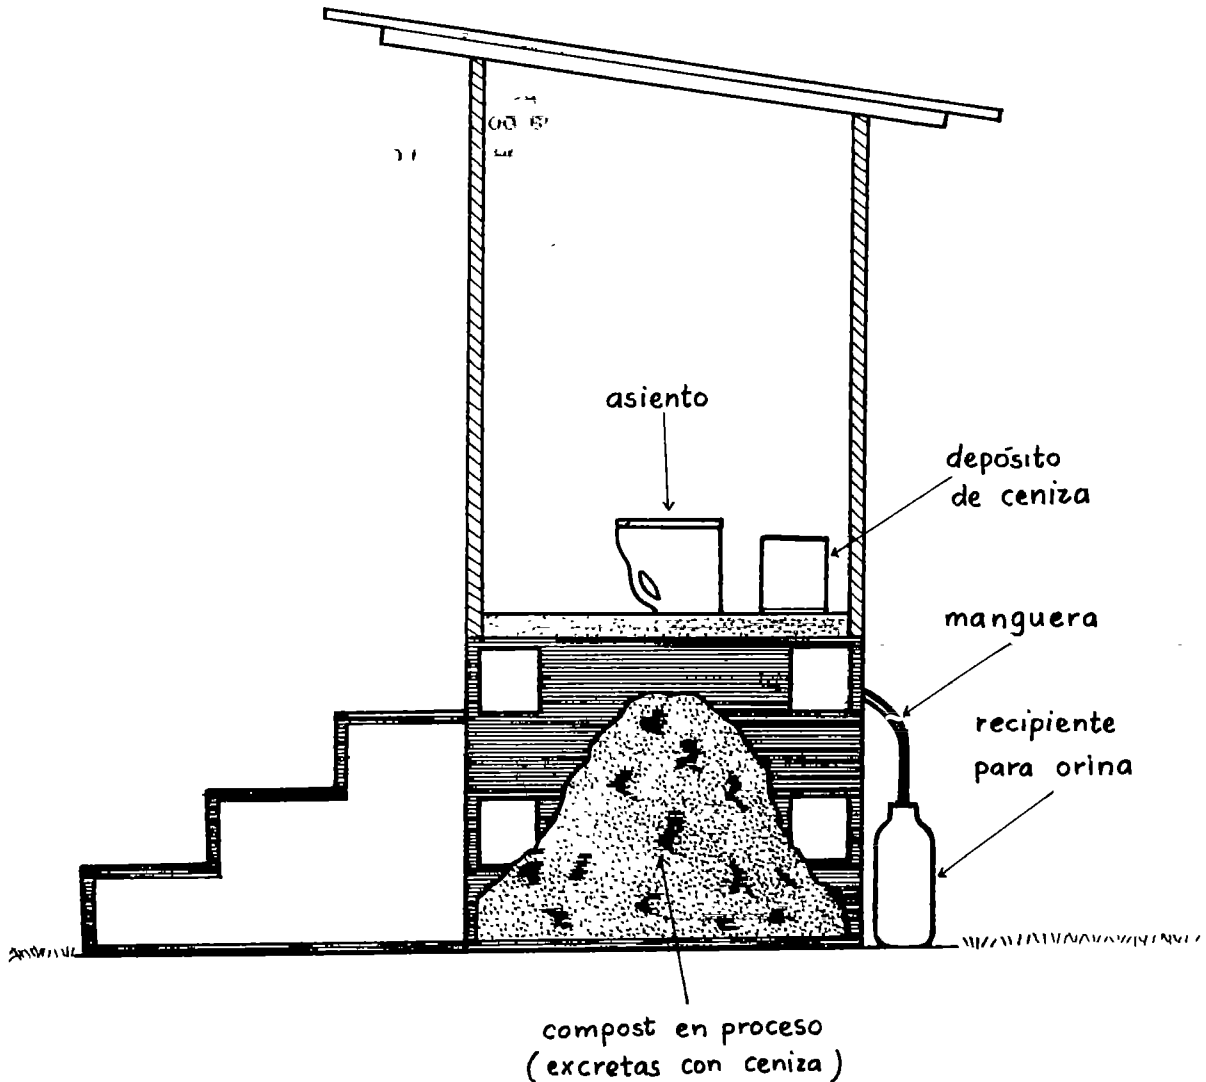 asiento
depósito
de ceniza
manguera
recipiente
para orina
compost en proceso
(excretas con ceniza)